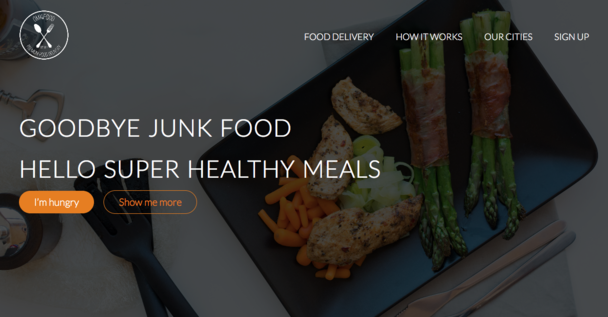 FOOD DELIVERY HOW IT WORKS OUR CITIES SIGN UP
GOODBYE JUNK FOOD
HELLO SUPER HEALTHY MEALS
I'm hungry Show me more